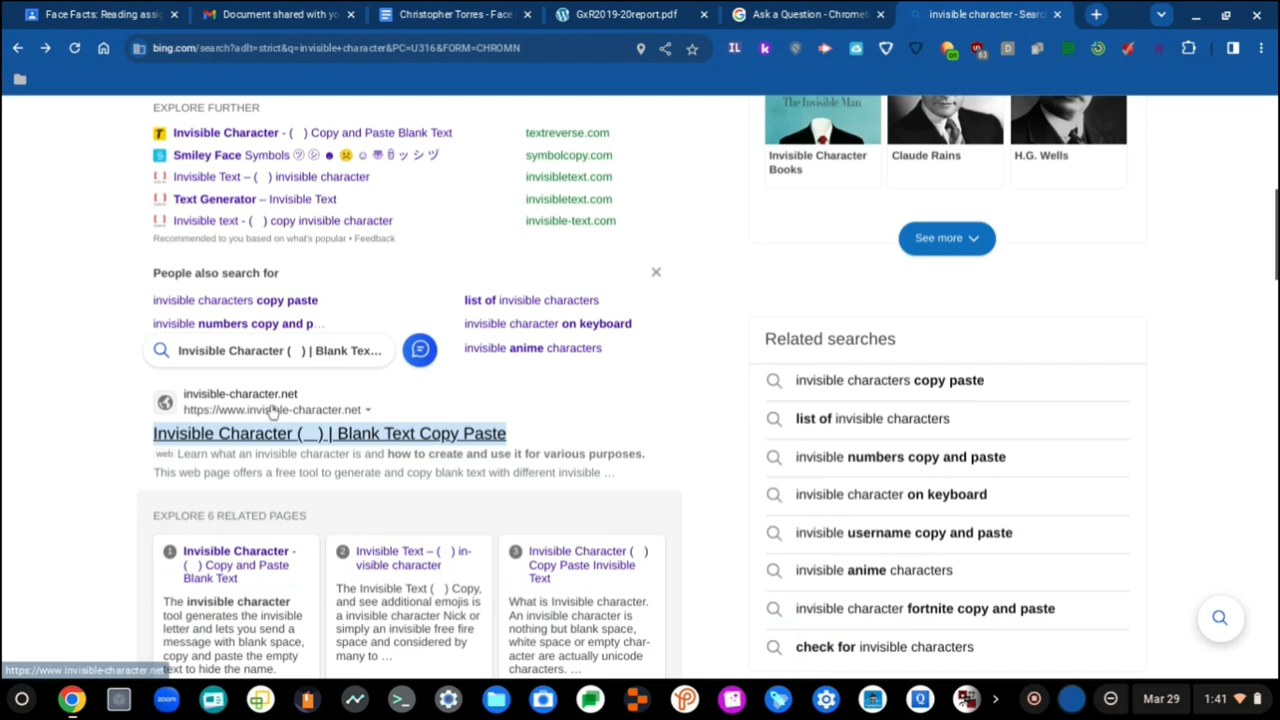 Face Facts: Reading assig
Document shared with yo
Christopher Torres - Face
GxR2019-20report.pdf
Ask a Question - Chromet
invisible character - Searc
bing.com/search?adlt=strict&q=invisible+character&PC=U316&FORM=CHROMN
EXPLORE FURTHER
Invisible Character - ( ) Copy and Paste Blank Text textreverse.com
Smiley Face Symbols symbolcopy.com
Invisible Text – ( ) invisible character invisibletext.com
Text Generator – Invisible Text invisibletext.com
Invisible text - ( ) copy invisible character invisible-text.com
Recommended to you based on what's popular • Feedback
The Invisible Man
Invisible Character Books
Claude Rains
H.G. Wells
See more
People also search for
invisible characters copy paste
list of invisible characters
invisible numbers copy and p…
invisible character on keyboard
Invisible Character ( ) | Blank Tex...
invisible anime characters
invisible-character.net
https://www.invisible-character.net
Invisible Character (__) | Blank Text Copy Paste
web Learn what an invisible character is and how to create and use it for various purposes.
This web page offers a free tool to generate and copy blank text with different invisible …
EXPLORE 6 RELATED PAGES
1 Invisible Character -
( ) Copy and Paste
Blank Text
The invisible character
tool generates the invisible
letter and lets you send a
message with blank space,
copy and paste the empty
text to hide the name.
2 Invisible Text – ( ) in-
visible character
The Invisible Text ( ) Copy,
and see additional emojis is
a invisible character Nick or
simply an invisible free fire
space and considered by
many to …
3 Invisible Character ( )
Copy Paste Invisible
Text
What is Invisible character.
An invisible character is
nothing but blank space,
white space or empty char-
acter are actually unicode
characters. …
Related searches
invisible characters copy paste
list of invisible characters
invisible numbers copy and paste
invisible character on keyboard
invisible username copy and paste
invisible anime characters
invisible character fortnite copy and paste
check for invisible characters
https://www.invisible-character.net
zoom
Mar 29
1:41